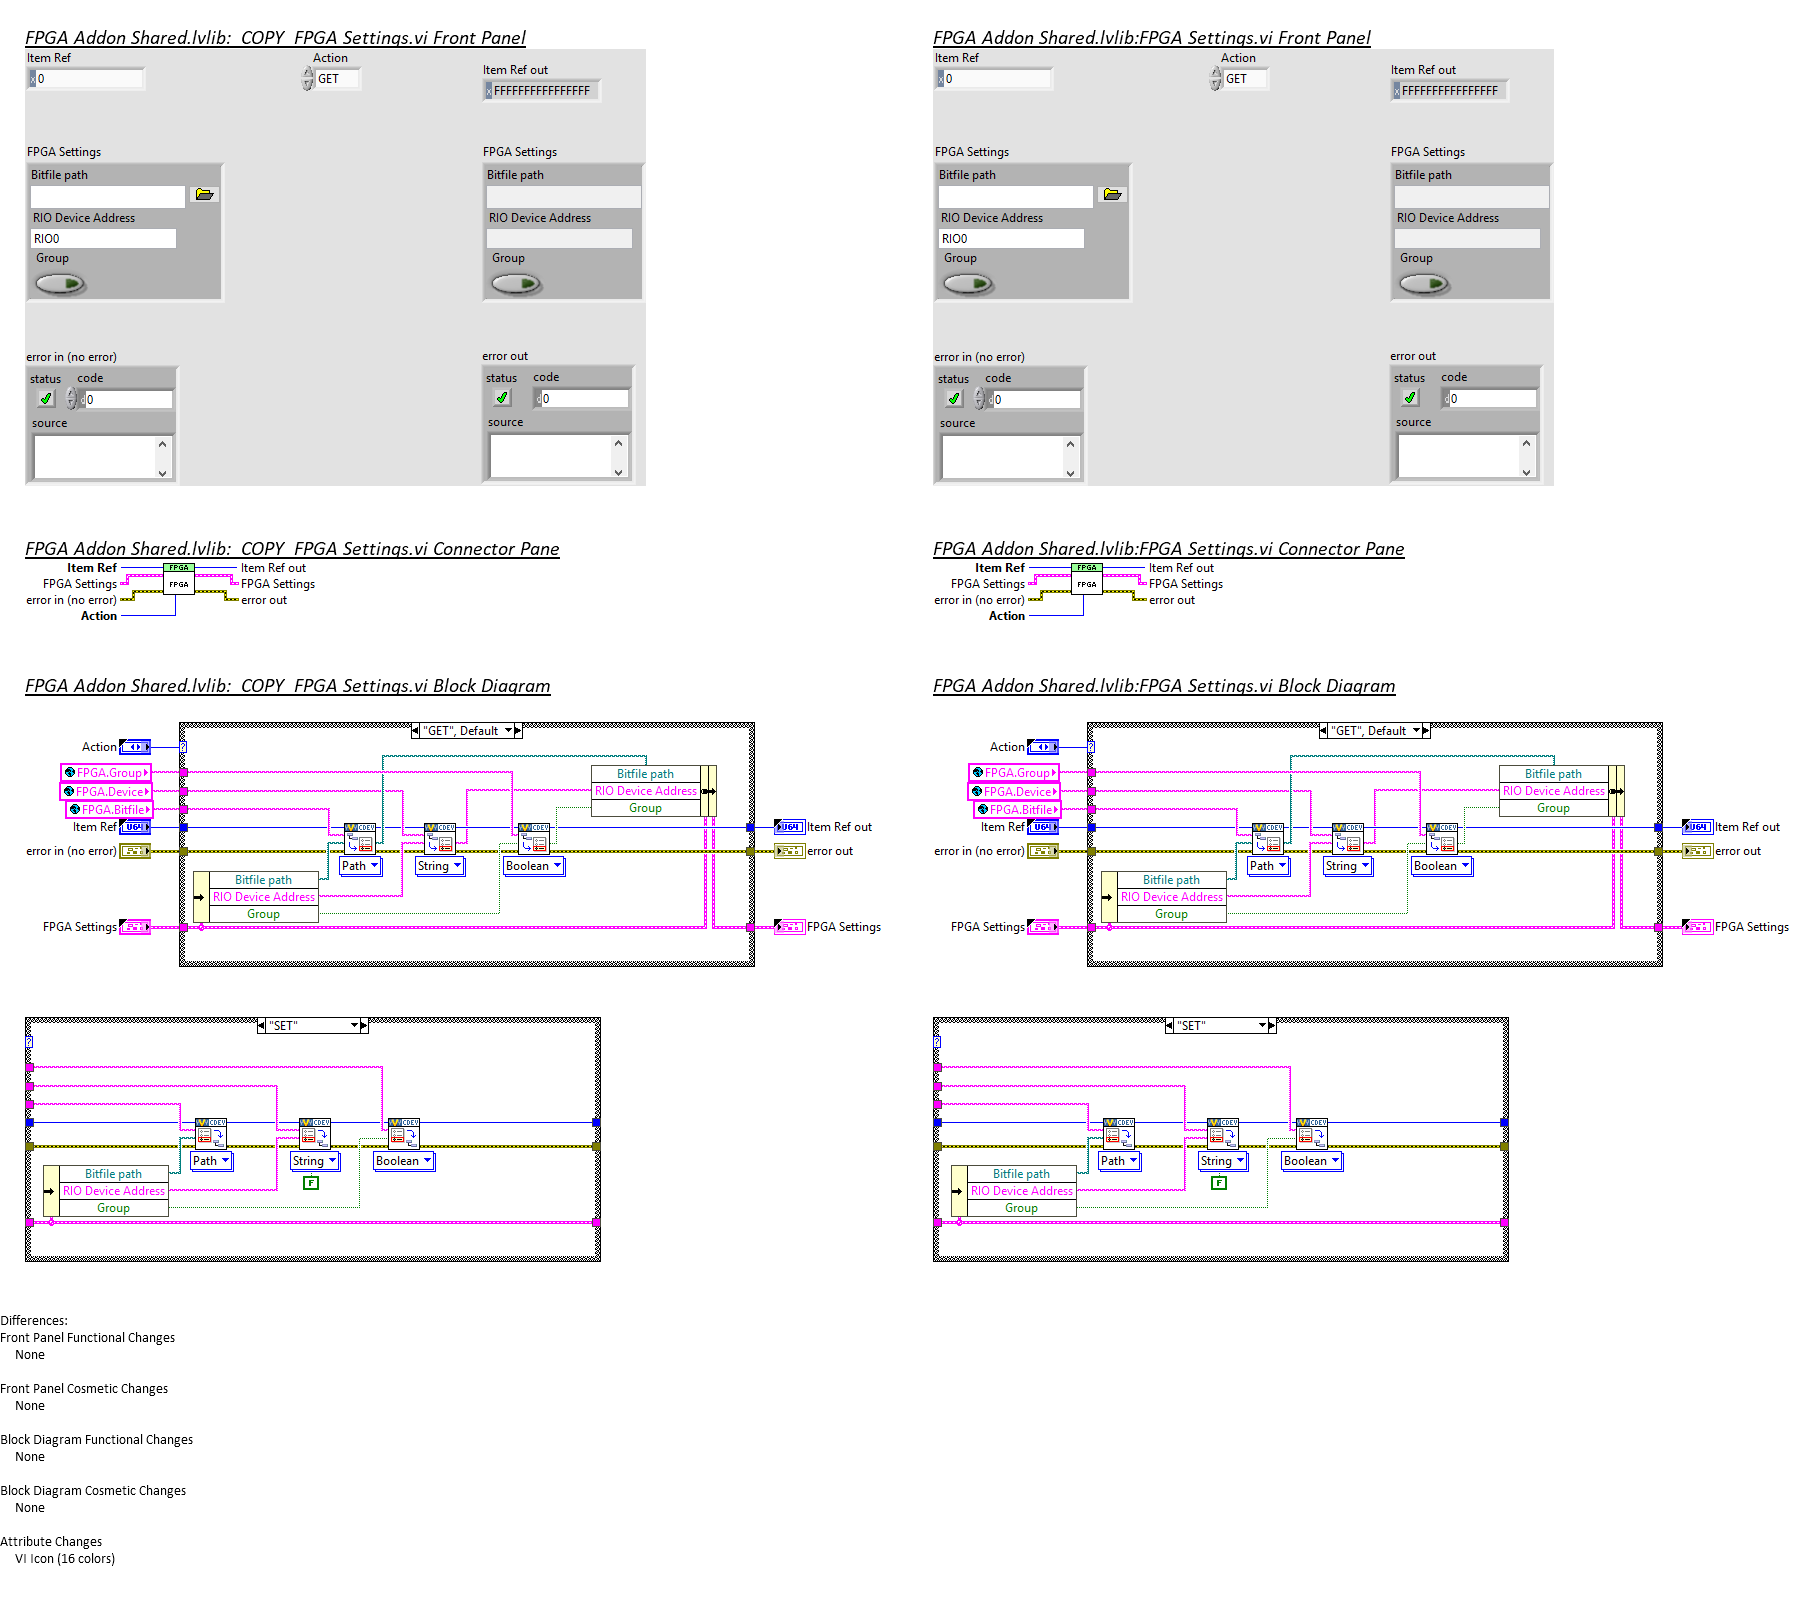 FPGA Addon Shared.lvlib:_COPY_FPGA Settings.vi Front Panel
Item Ref
Action
x 0
GET
Item Ref out
x FFFFFFFFFFFFFFFF
FPGA Settings
FPGA Settings
Bitfile path
Bitfile path
RIO Device Address
RIO Device Address
RIO0
Group
Group
error in (no error)
error out
status
code
status
code
d 0
d 0
source
source
FPGA Addon Shared.lvlib:FPGA Settings.vi Front Panel
Item Ref
Action
x 0
GET
Item Ref out
x FFFFFFFFFFFFFFFF
FPGA Settings
FPGA Settings
Bitfile path
Bitfile path
RIO Device Address
RIO Device Address
RIO0
Group
Group
error in (no error)
error out
status
code
status
code
d 0
d 0
source
source
FPGA Addon Shared.lvlib:_COPY_FPGA Settings.vi Connector Pane
Item Ref
FPGA
Item Ref out
FPGA Settings
FPGA
FPGA Settings
error in (no error)
error out
Action
FPGA Addon Shared.lvlib:FPGA Settings.vi Connector Pane
Item Ref
FPGA
Item Ref out
FPGA Settings
FPGA
FPGA Settings
error in (no error)
error out
Action
FPGA Addon Shared.lvlib:_COPY_FPGA Settings.vi Block Diagram
"GET", Default
Action
?
FPGA.Group
Bitfile path
FPGA.Device
RIO Device Address
FPGA.Bitfile
Group
Item Ref
U64
CDEV
CDEV
CDEV
U64
Item Ref out
error in (no error)
error out
Path
String
Boolean
Bitfile path
RIO Device Address
Group
FPGA Settings
FPGA Settings
FPGA Addon Shared.lvlib:FPGA Settings.vi Block Diagram
"GET", Default
Action
?
FPGA.Group
Bitfile path
FPGA.Device
RIO Device Address
FPGA.Bitfile
Group
Item Ref
U64
CDEV
CDEV
CDEV
U64
Item Ref out
error in (no error)
error out
Path
String
Boolean
Bitfile path
RIO Device Address
Group
FPGA Settings
FPGA Settings
"SET"
?
CDEV
CDEV
CDEV
Path
String
Boolean
Bitfile path
F
RIO Device Address
Group
"SET"
?
CDEV
CDEV
CDEV
Path
String
Boolean
Bitfile path
F
RIO Device Address
Group
Differences:
Front Panel Functional Changes
None
Front Panel Cosmetic Changes
None
Block Diagram Functional Changes
None
Block Diagram Cosmetic Changes
None
Attribute Changes
VI Icon (16 colors)